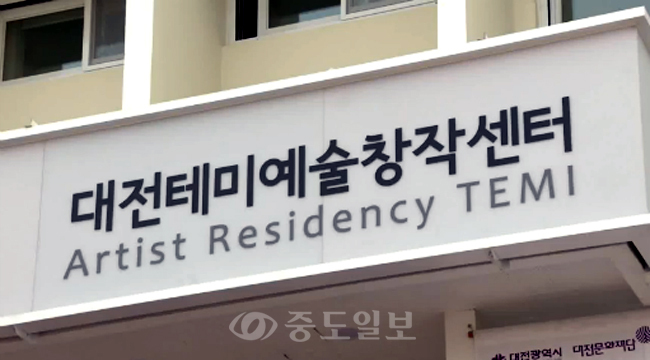 대전테미예술창작센터
Artist Residency TEMI
중도일보
대전광역시 대전문화재단